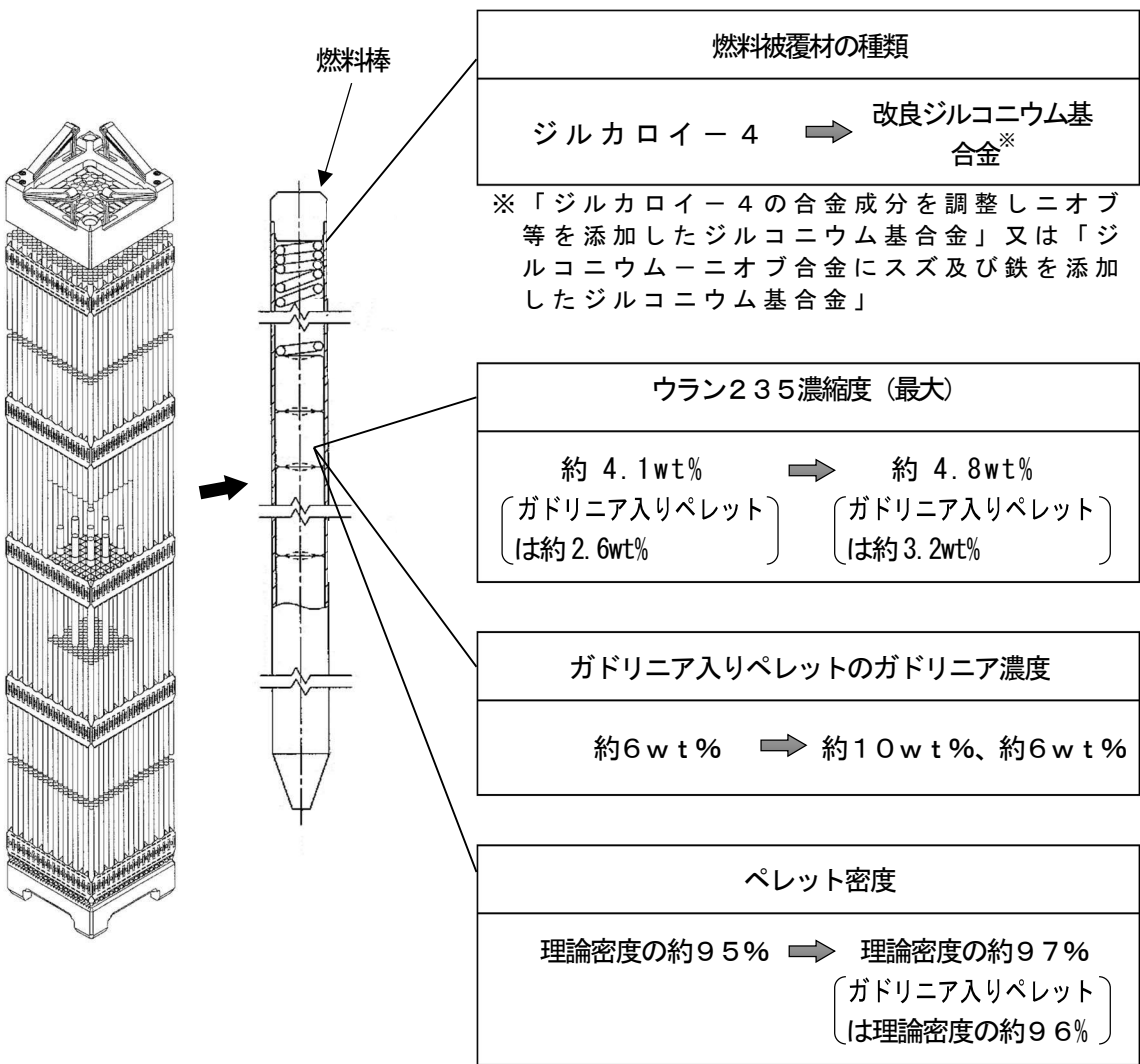 燃料棒
燃料被覆材の種類
ジルカロイー4
改良ジルコニウム基
合金※
※「ジルカロイー4の合金成分を調整しニオブ
等を添加したジルコニウム基合金」又は「ジ
ルコニウムーニオブ合金にスズ及び鉄を添加
したジルコニウム基合金」
ウラン235濃縮度（最大）
約 4.1wt%
ガドリニア入りペレット
は約2.6wt%
約 4.8wt%
ガドリニア入りペレット
は約3.2wt%
ガドリニア入りペレットのガドリニア濃度
約6wt%
約10wt%、約6wt%
ペレット密度
理論密度の約95%
理論密度の約97%
ガドリニア入りペレット
は理論密度の約96%